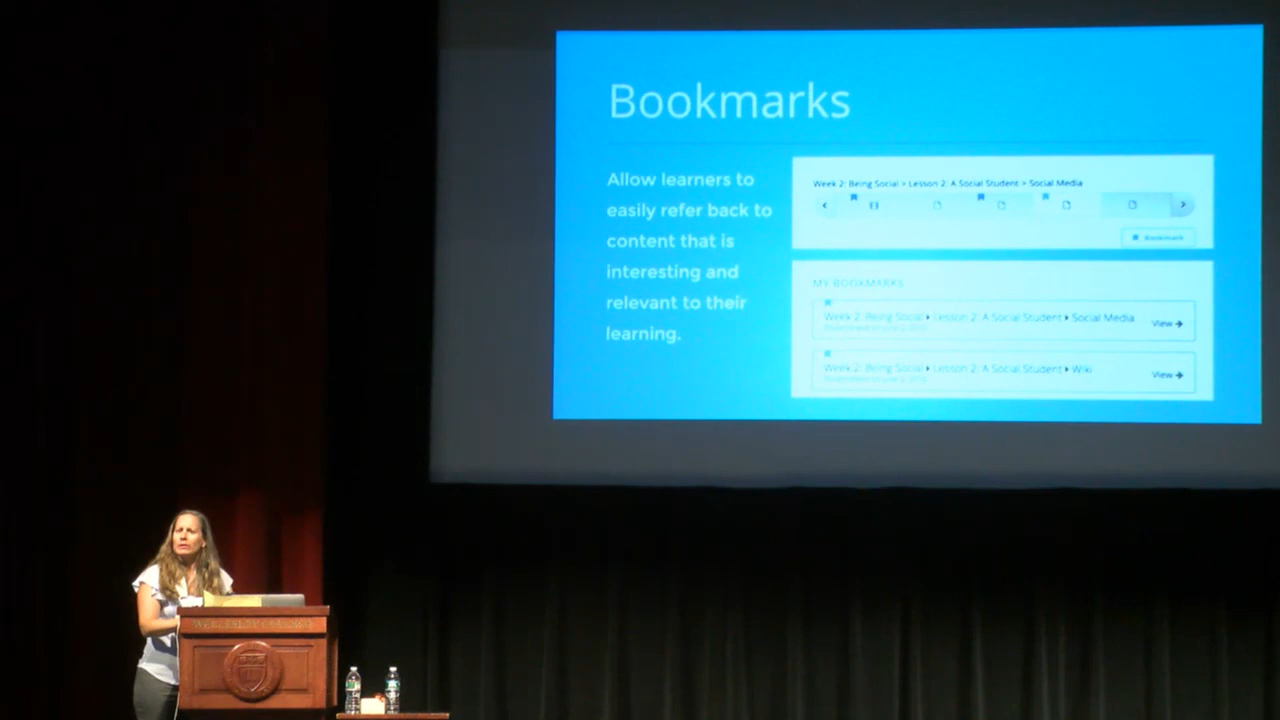 Bookmarks
Allow learners to
easily refer back to
content that is
interesting and
relevant to their
learning.
Week 2: Being Social > Lesson 2: A Social Student > Social Media
Bookmark
MY BOOKMARKS
Week 2: Being Social ▸ Lesson 2: A Social Student ▸ Social Media
View →
Week 2: Being Social ▸ Lesson 2: A Social Student ▸ Wiki
View →
WELLESLEY COLLEGE